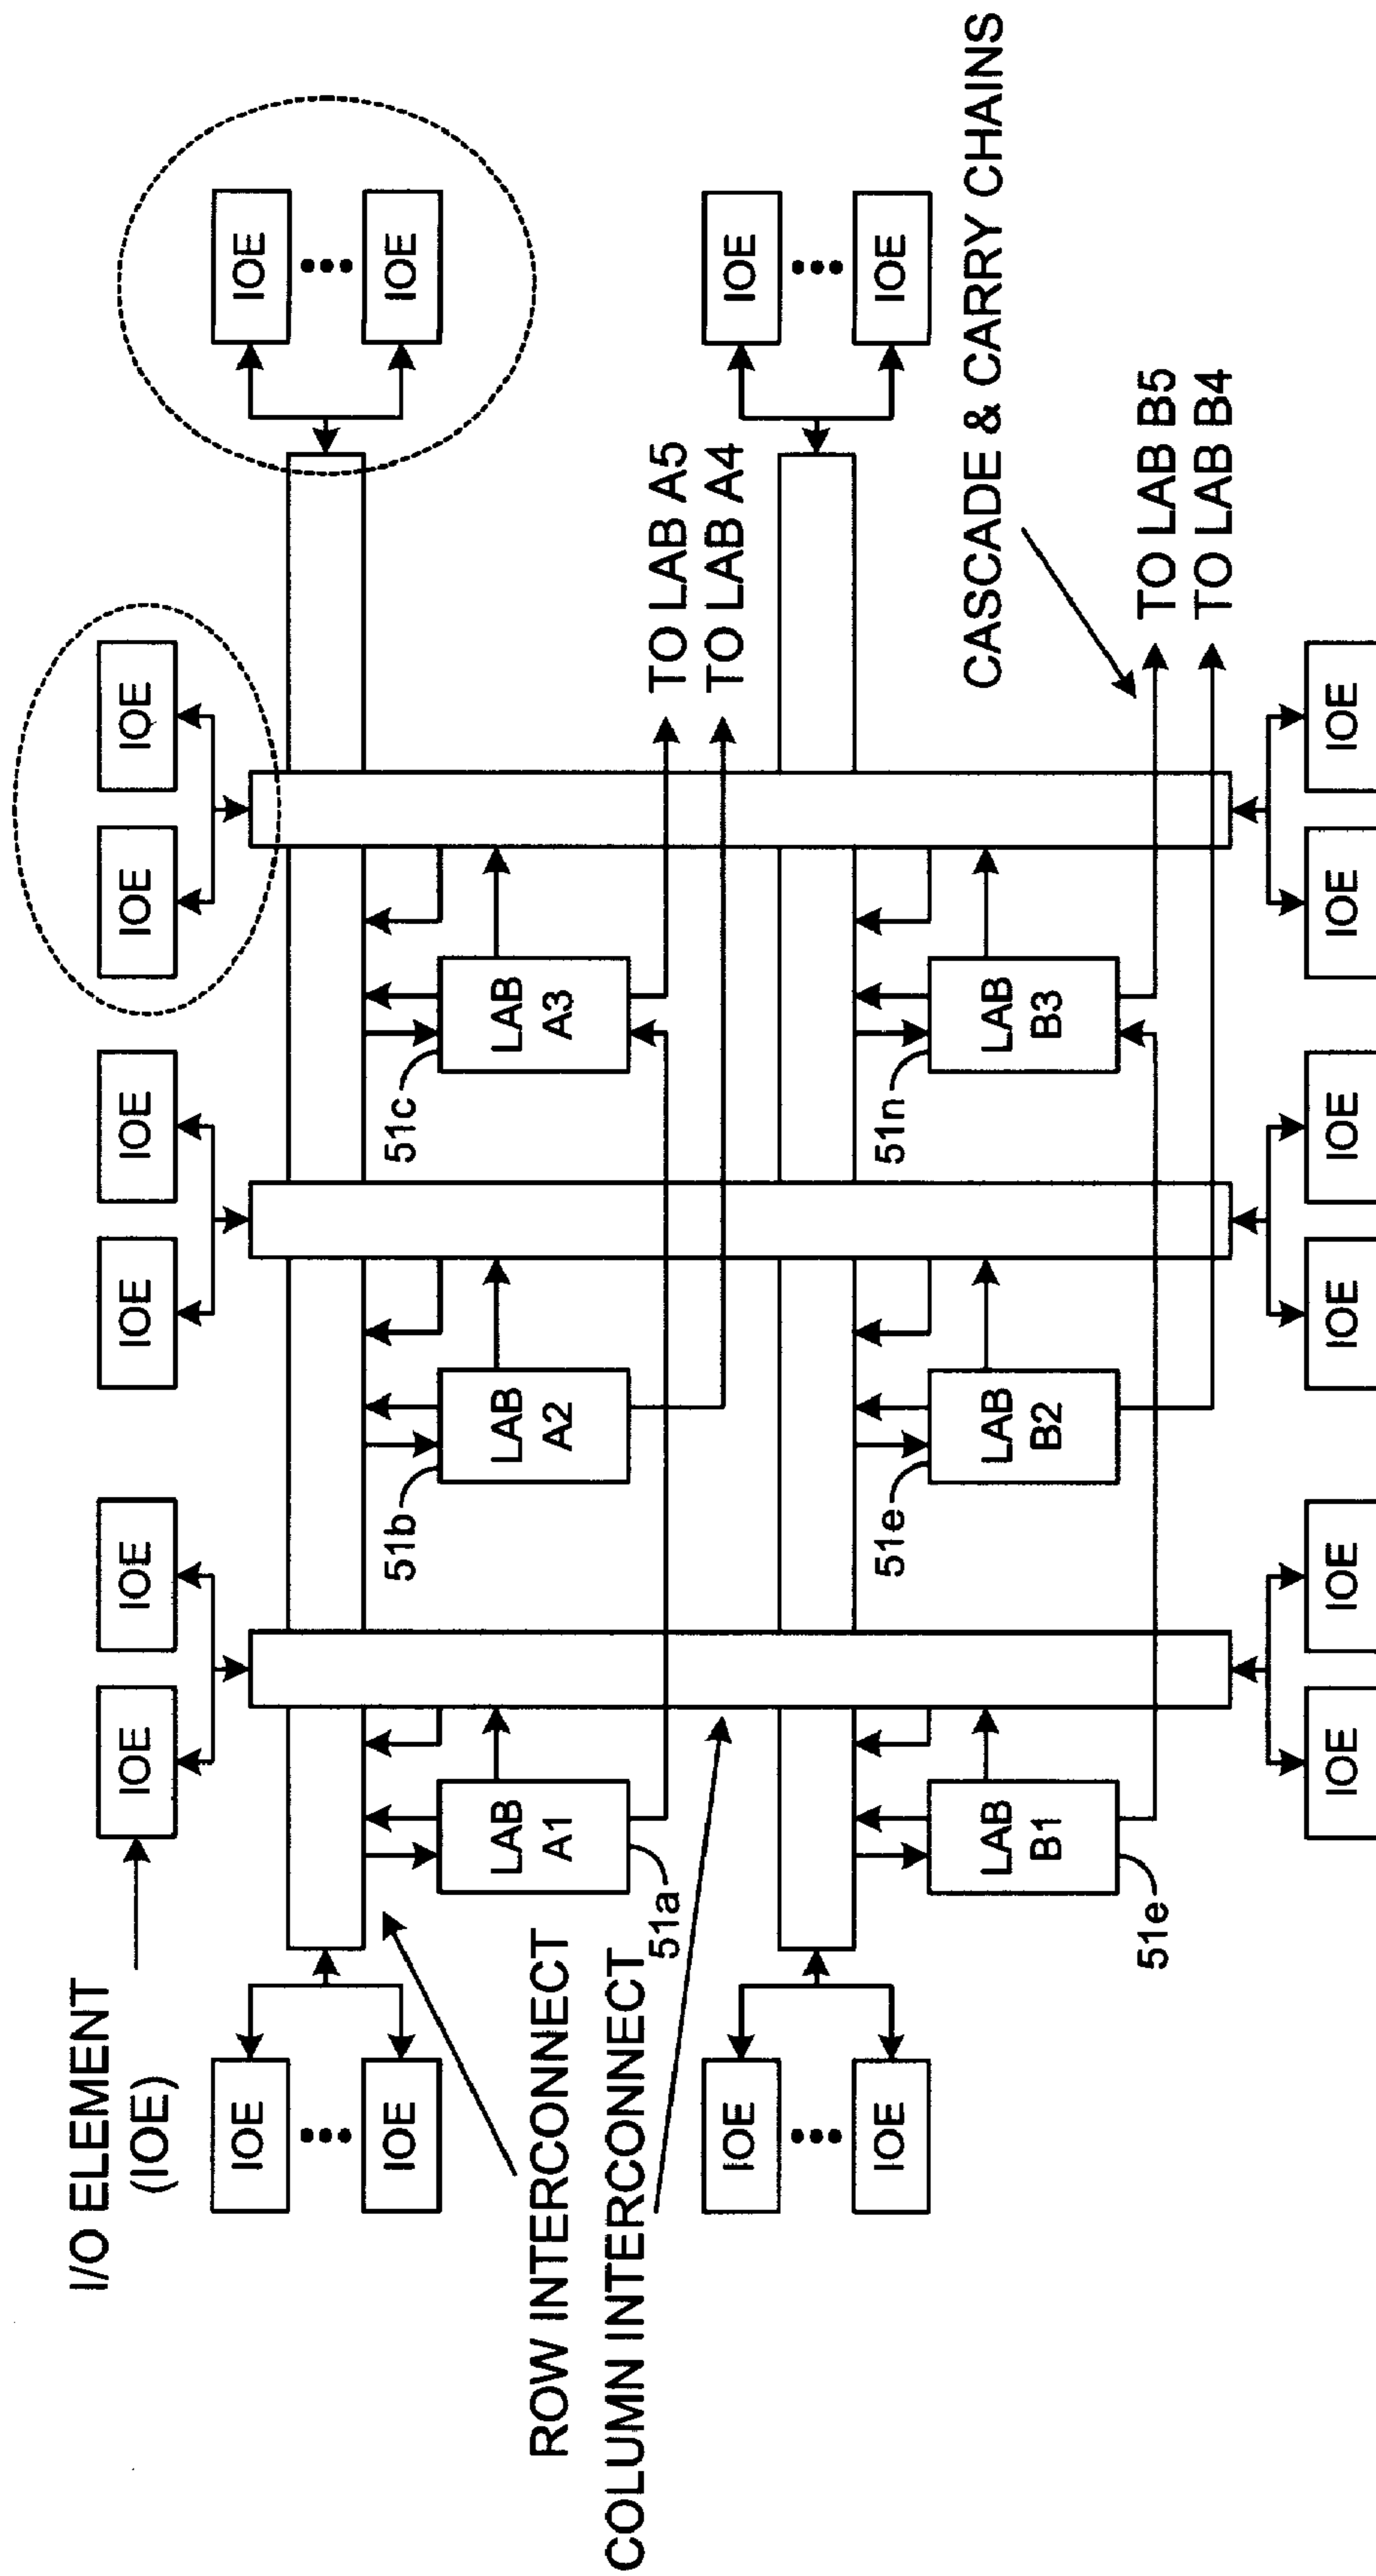 I/O ELEMENT
(IOE)
IOE
IOE
IOE
IOE
IOE
IOE
IOE
IOE
IOE
IOE
ROW INTERCONNECT
COLUMN INTERCONNECT
51a
LAB
A1
51b
LAB
A2
51c
LAB
A3
TO LAB A5
TO LAB A4
IOE
IOE
IOE
IOE
51e
LAB
B1
51e
LAB
B2
51n
LAB
B3
CASCADE & CARRY CHAINS
TO LAB B5
TO LAB B4
IOE
IOE
IOE
IOE
IOE
IOE